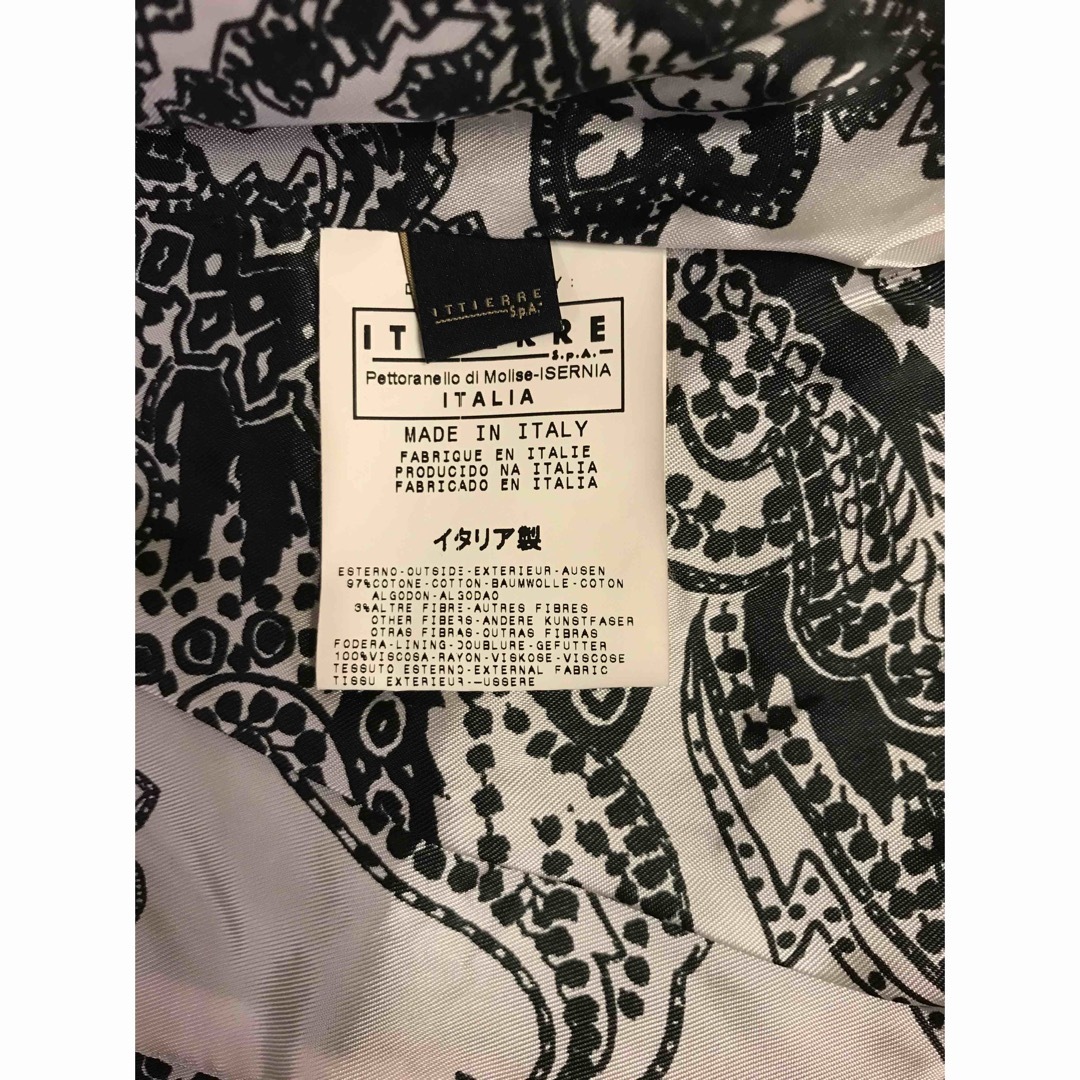 ITTIERRE
S.p.A.
S.p.A.
Pettoranello di Molise-ISERNIA
ITALIA
MADE IN ITALY
FABRIQUE EN ITALIE
PRODUCIDO NA ITALIA
FABRICADO EN ITALIA
イタリア製
ESTERNO-OUTSIDE-EXTERIEUR-AUSEN
97%COTONE-COTTON-BAUMWOLLE-COTON
ALGODON-ALGODAO
3%ALTRE FIBRE-AUTRES FIBRES
OTHER FIBERS-ANDERE KUNSTFASER
OTRAS FIBRAS-OUTRAS FIBRAS
FODERA-LINING-DOUBLURE-GEFUTTER
100%VISCOSA-RAYON-VISKOSE-VISCOSE
TESSUTO ESTERNO-EXTERNAL FABRIC
TISSU EXTERIEUR-—USSERE